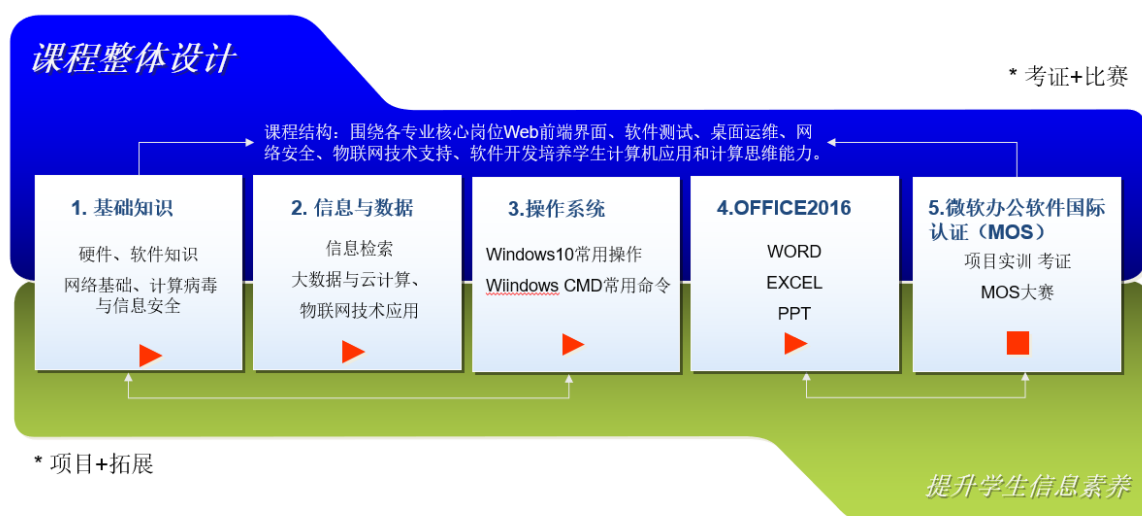 课程整体设计
* 考证+比赛
课程结构：围绕各专业核心岗位Web前端界面、软件测试、桌面运维、网
络安全、物联网技术支持、软件开发培养学生计算机应用和计算思维能力。
1. 基础知识
硬件、软件知识
网络基础、计算病毒
与信息安全
2. 信息与数据
信息检索
大数据与云计算、
物联网技术应用
3.操作系统
Windows10常用操作
Wiindows CMD常用命令
4.OFFICE2016
WORD
EXCEL
PPT
5.微软办公软件国际
认证（MOS）
项目实训 考证
MOS大赛
* 项目+拓展
提升学生信息素养